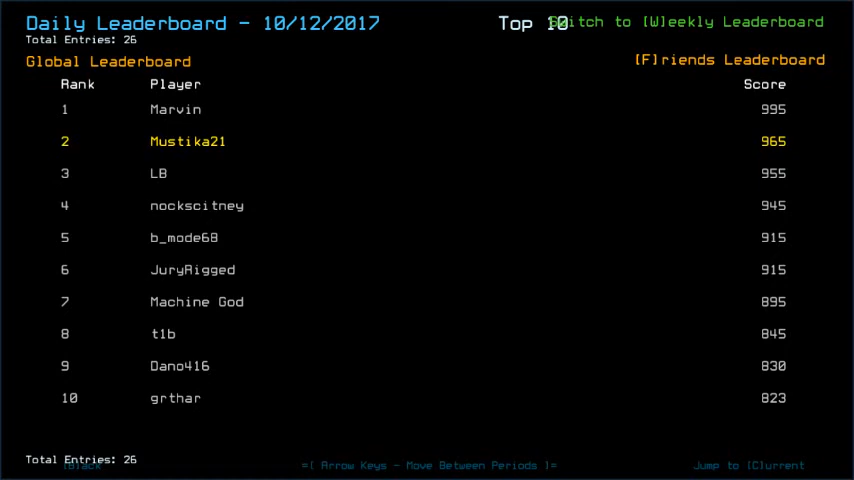 Daily Leaderboard - 10/12/2017 Top 10 Switch to [W]eekly Leaderboard
Total Entries: 26
Global Leaderboard [F]riends Leaderboard
Rank Player Score
1 Marvin 995
2 Mustika21 965
3 LB 955
4 nockscitney 945
5 b_mode68 915
6 JuryRigged 915
7 Machine God 895
8 t1b 845
9 Dano416 830
10 grthar 823
Total Entries: 26
[B]ack =[ Arrow Keys - Move Between Periods ]= Jump to [C]urrent